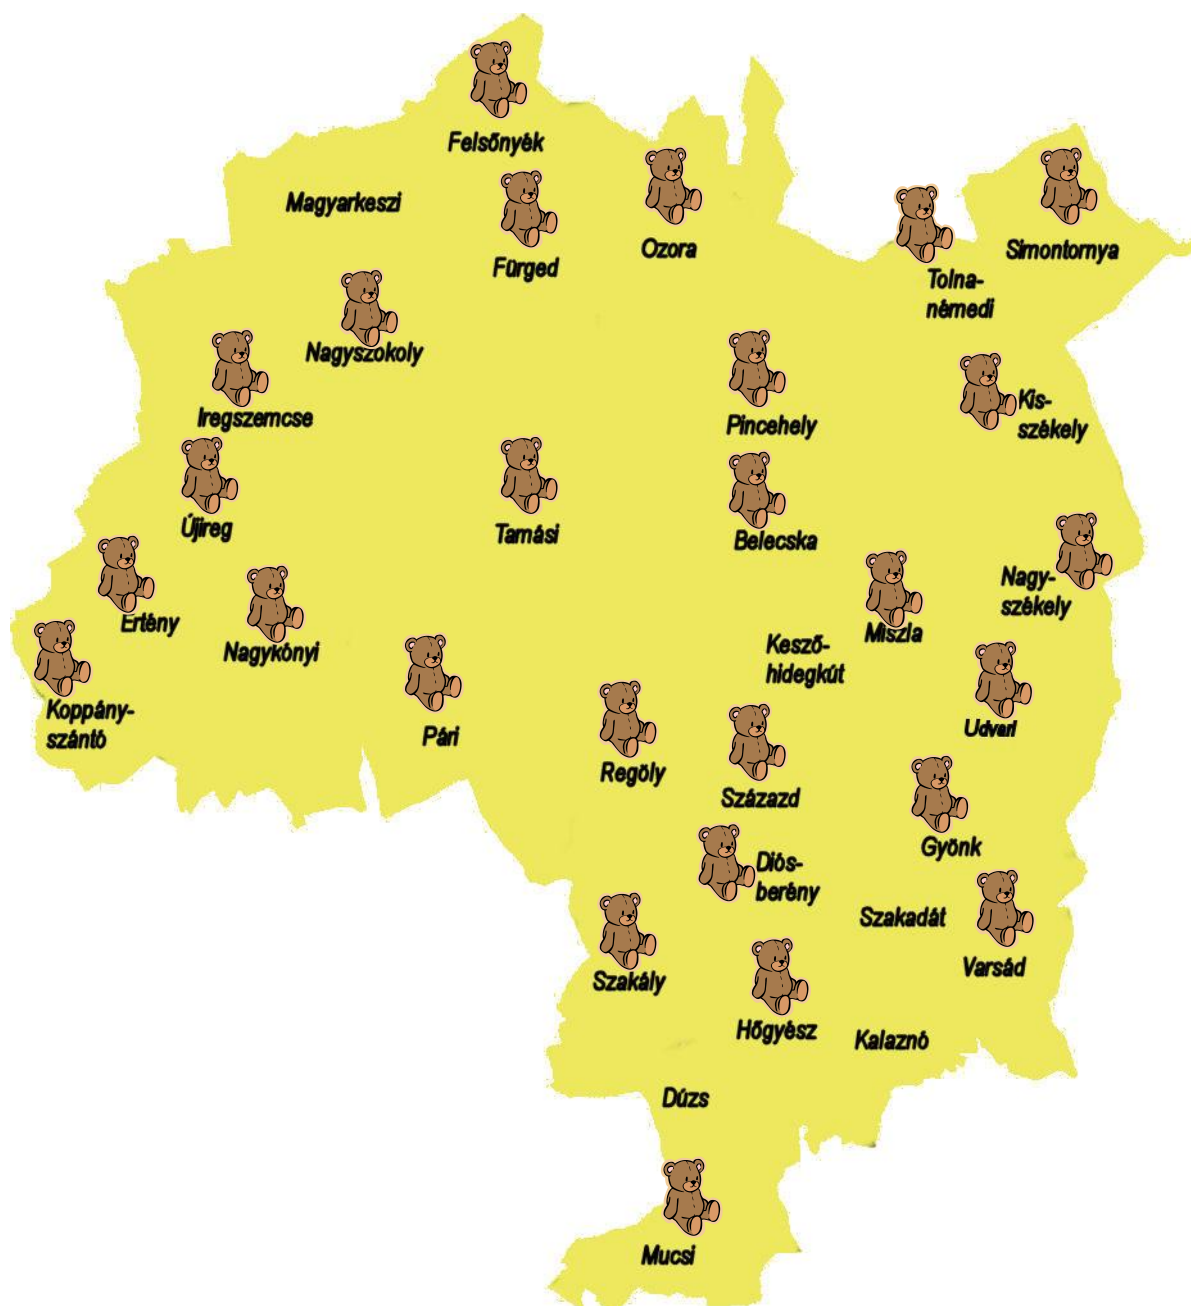 Felsőnyék
Magyarkeszi
Ozora
Simontornya
Fürged
Tolna-
némedi
Nagyszokoly
Iregszemcse
Pincehely
Kis-
székely
Újireg
Tamási
Belecska
Nagy-
székely
Értény
Miszla
Nagykónyi
Kesző-
hidegkút
Koppány-
szántó
Pári
Udvari
Regöly
Százazd
Gyönk
Diós-
berény
Szakadát
Varsád
Szakály
Hőgyész
Kalaznó
Dúzs
Mucsi